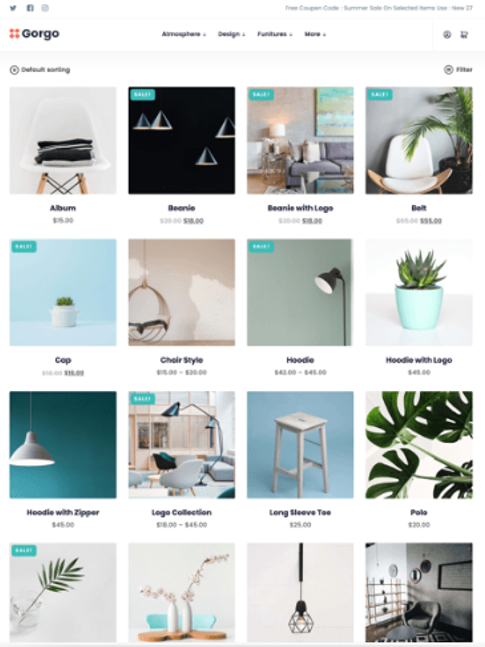 Free Coupon Code : Summer Sale On Selected Items Use : New 27
Gorgo
Atmosphere Design Funitures More
Default sorting
Filter
SALE! SALE! SALE!
Album Beanie Beanie with Logo Belt
$15.00 $20.00 $18.00 $20.00 $18.00 $65.00 $55.00
SALE! SALE!
Cap Chair Style Hoodie Hoodie with Logo
$18.00 $16.00 $15.00 – $20.00 $42.00 – $45.00 $45.00
SALE!
Hoodie with Zipper Logo Collection Long Sleeve Tee Polo
$45.00 $18.00 – $45.00 $25.00 $20.00
SALE!